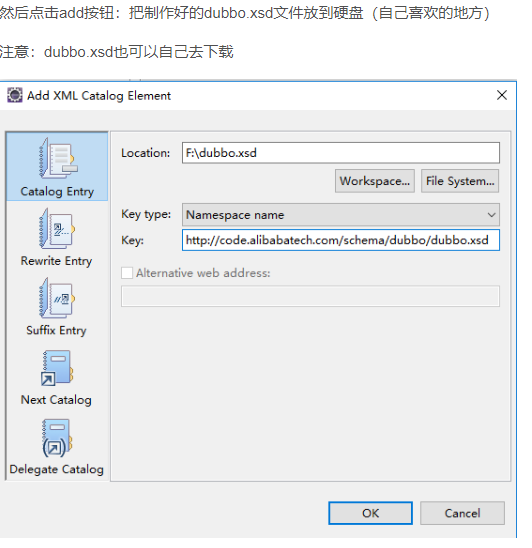 然后点击add按钮：把制作好的dubbo.xsd文件放到硬盘（自己喜欢的地方）
注意：dubbo.xsd也可以自己去下载
Add XML Catalog Element
Catalog Entry
Rewrite Entry
Suffix Entry
Next Catalog
Delegate Catalog
Location: F:\dubbo.xsd
Workspace... File System...
Key type: Namespace name
Key: http://code.alibabatech.com/schema/dubbo/dubbo.xsd
Alternative web address:
OK Cancel